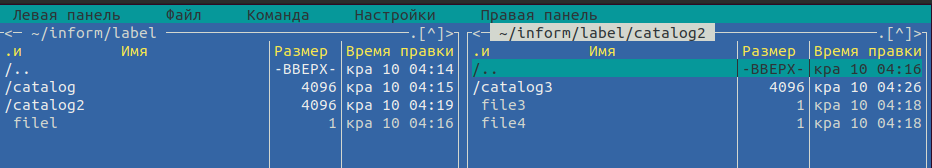 Левая панель Файл Команда Настройки Правая панель
<─ ~/inform/label .[^]>
.и Имя Размер Время правки
/.. -ВВЕРХ- кра 10 04:14
/catalog 4096 кра 10 04:15
/catalog2 4096 кра 10 04:19
filel 1 кра 10 04:16
<─ ~/inform/label/catalog2 .[^]>
.и Имя Размер Время правки
/.. -ВВЕРХ- кра 10 04:16
/catalog3 4096 кра 10 04:26
file3 1 кра 10 04:18
file4 1 кра 10 04:18